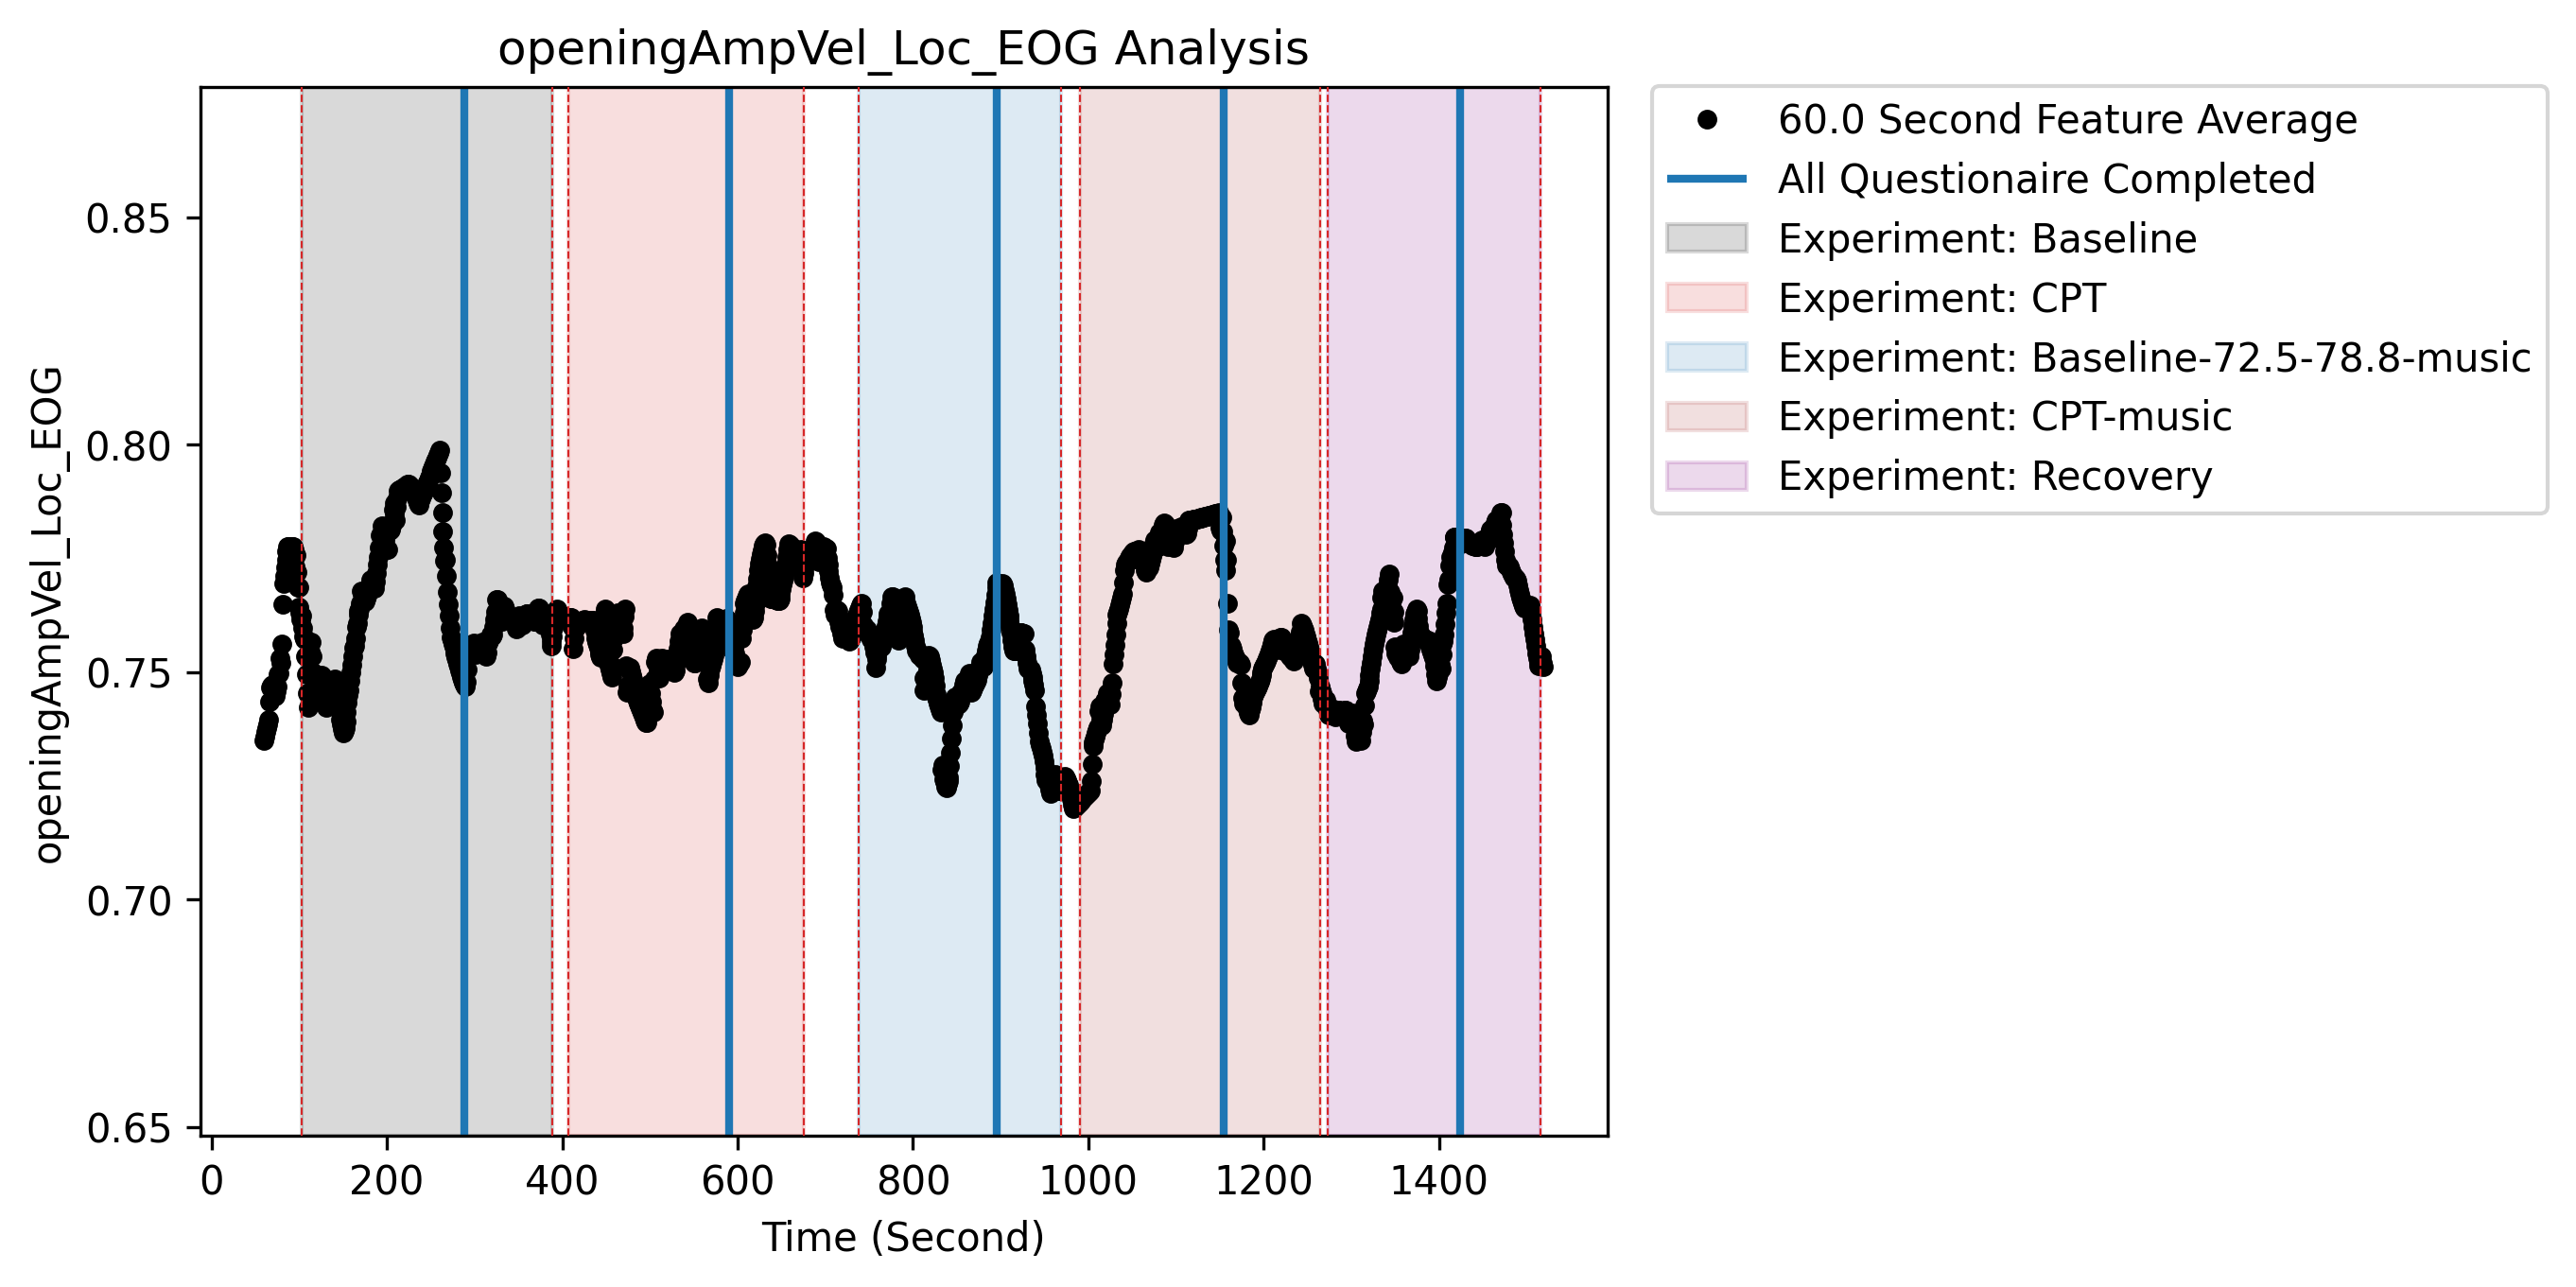 openingAmpVel_Loc_EOG Analysis
60.0 Second Feature Average
All Questionaire Completed
Experiment: Baseline
Experiment: CPT
Experiment: Baseline-72.5-78.8-music
Experiment: CPT-music
Experiment: Recovery
openingAmpVel_Loc_EOG
0.85
0.80
0.75
0.70
0.65
0 200 400 600 800 1000 1200 1400
Time (Second)